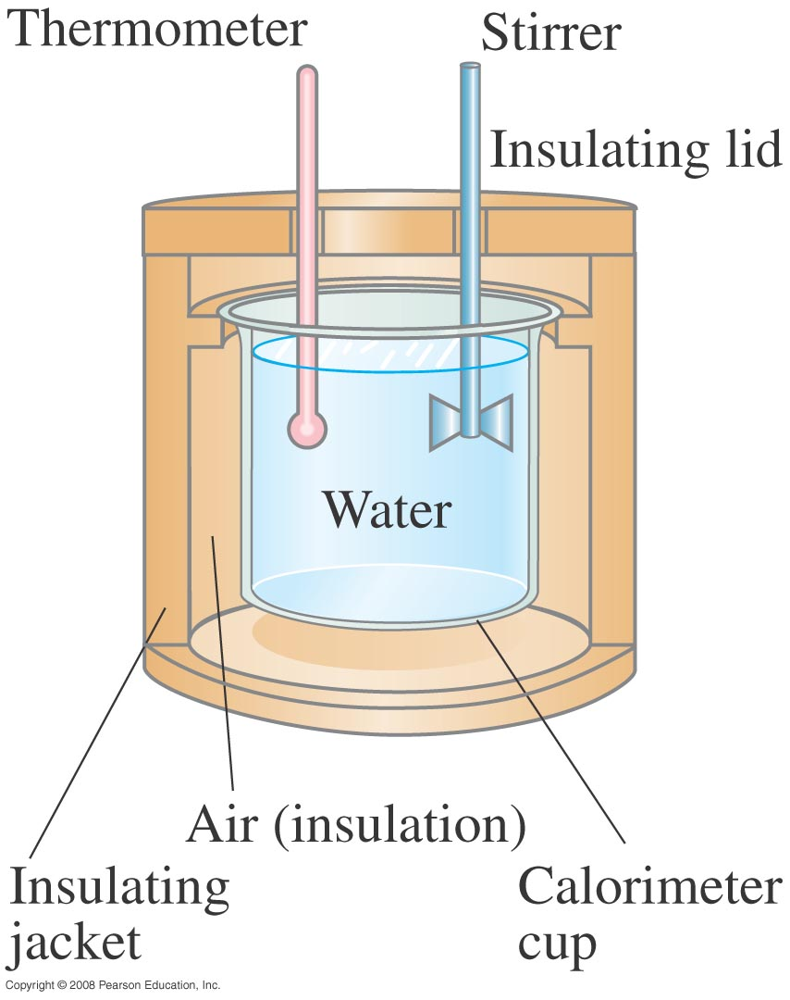 Thermometer
Stirrer
Insulating lid
Water
Air (insulation)
Insulating
jacket
Calorimeter
cup
Copyright © 2008 Pearson Education, Inc.